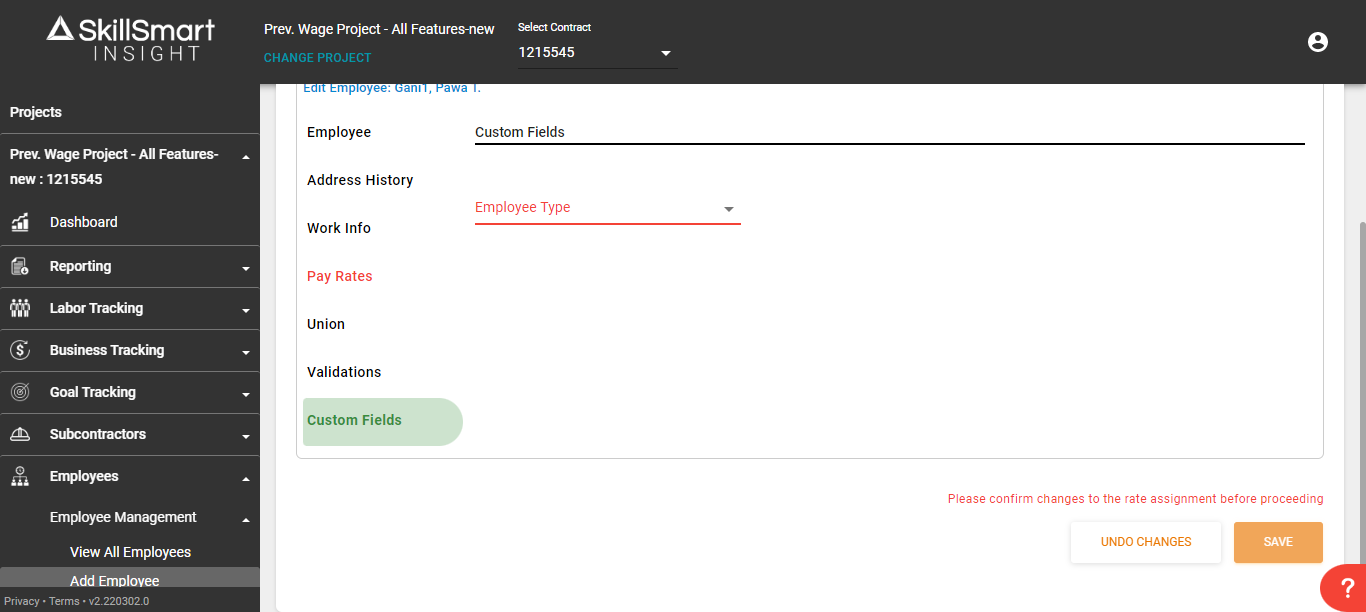 SkillSmart
INSIGHT
Prev. Wage Project - All Features-new
CHANGE PROJECT
Select Contract
1215545
Projects
Prev. Wage Project - All Features-
new : 1215545
Dashboard
Reporting
Labor Tracking
Business Tracking
Goal Tracking
Subcontractors
Employees
Employee Management
View All Employees
Add Employee
Privacy • Terms • v2.220302.0
Edit Employee: Gani1, Pawa T.
Employee
Address History
Work Info
Pay Rates
Union
Validations
Custom Fields
Custom Fields
Employee Type
Please confirm changes to the rate assignment before proceeding
UNDO CHANGES
SAVE
?